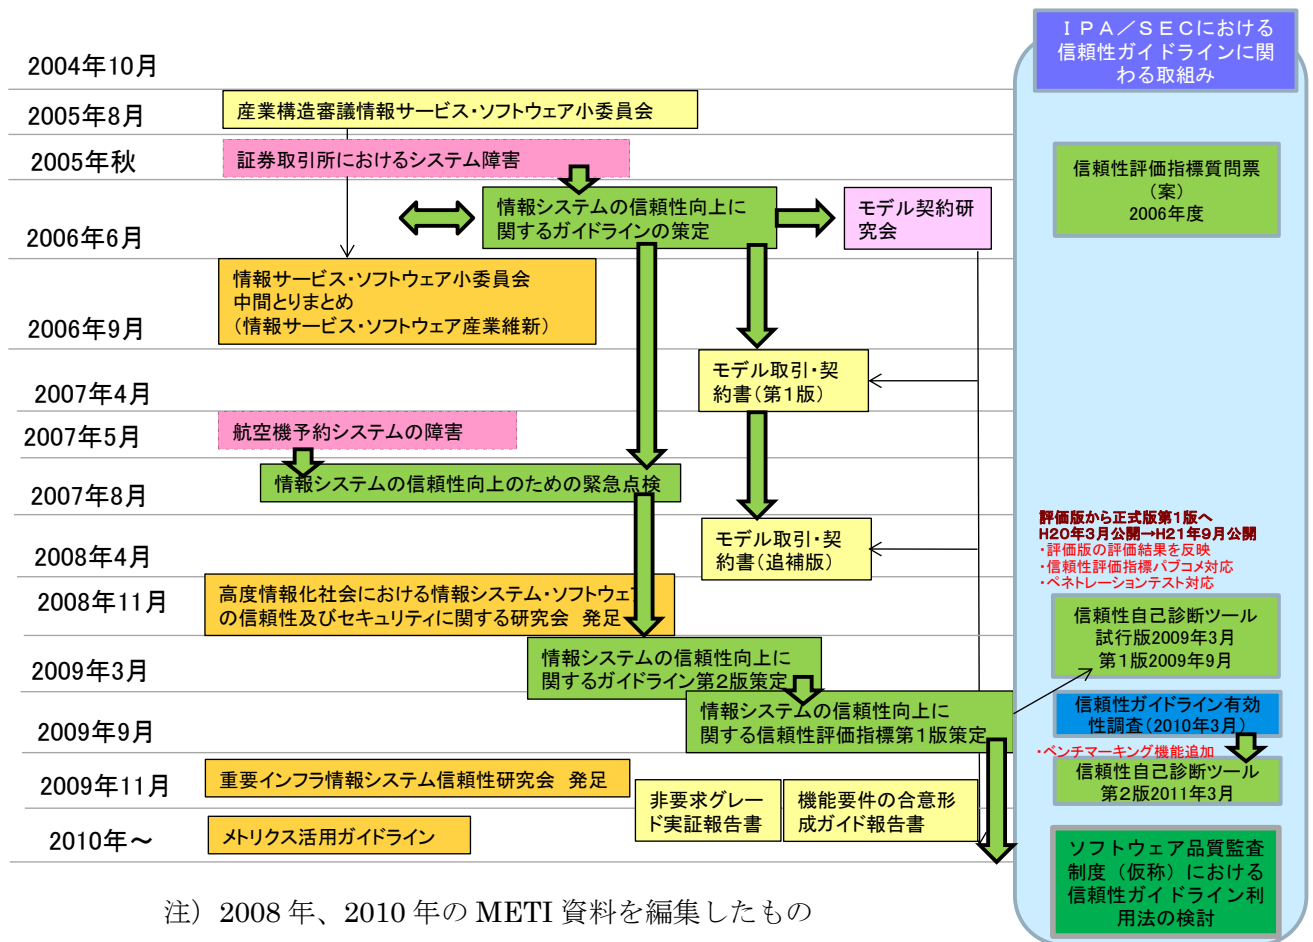 2004年10月
2005年8月
産業構造審議情報サービス・ソフトウェア小委員会
2005年秋
証券取引所におけるシステム障害
2006年6月
情報システムの信頼性向上に
関するガイドラインの策定
モデル契約研
究会
2006年9月
情報サービス・ソフトウェア小委員会
中間とりまとめ
(情報サービス・ソフトウェア産業維新)
2007年4月
モデル取引・契
約書(第1版)
2007年5月
航空機予約システムの障害
2007年8月
情報システムの信頼性向上のための緊急点検
2008年4月
モデル取引・契
約書(追補版)
2008年11月
高度情報化社会における情報システム・ソフトウェア
の信頼性及びセキュリティに関する研究会 発足
2009年3月
情報システムの信頼性向上に
関するガイドライン第2版策定
2009年9月
情報システムの信頼性向上に
関する信頼性評価指標第1版策定
2009年11月
重要インフラ情報システム信頼性研究会 発足
非要求グレー
ド実証報告書
機能要件の合意形
成ガイド報告書
2010年~
メトリクス活用ガイドライン
IPA/SECにおける
信頼性ガイドラインに関
わる取組み
信頼性評価指標質問票
(案)
2006年度
評価版から正式版第1版へ
H20年3月公開→H21年9月公開
・評価版の評価結果を反映
・信頼性評価指標パブコメ対応
・ペネトレーションテスト対応
信頼性自己診断ツール
試行版2009年3月
第1版2009年9月
信頼性ガイドライン有効
性調査(2010年3月)
・ベンチマーキング機能追加
信頼性自己診断ツール
第2版2011年3月
ソフトウェア品質監査
制度(仮称)における
信頼性ガイドライン利
用法の検討
注)2008年、2010年のMETI資料を編集したもの